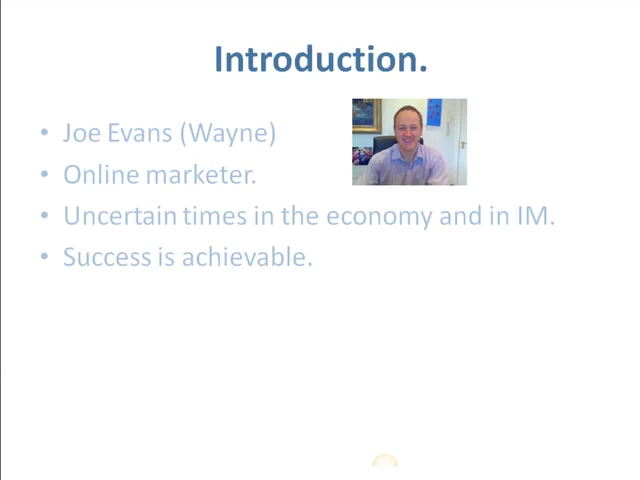 Introduction.
• Joe Evans (Wayne)
• Online marketer.
• Uncertain times in the economy and in IM.
• Success is achievable.